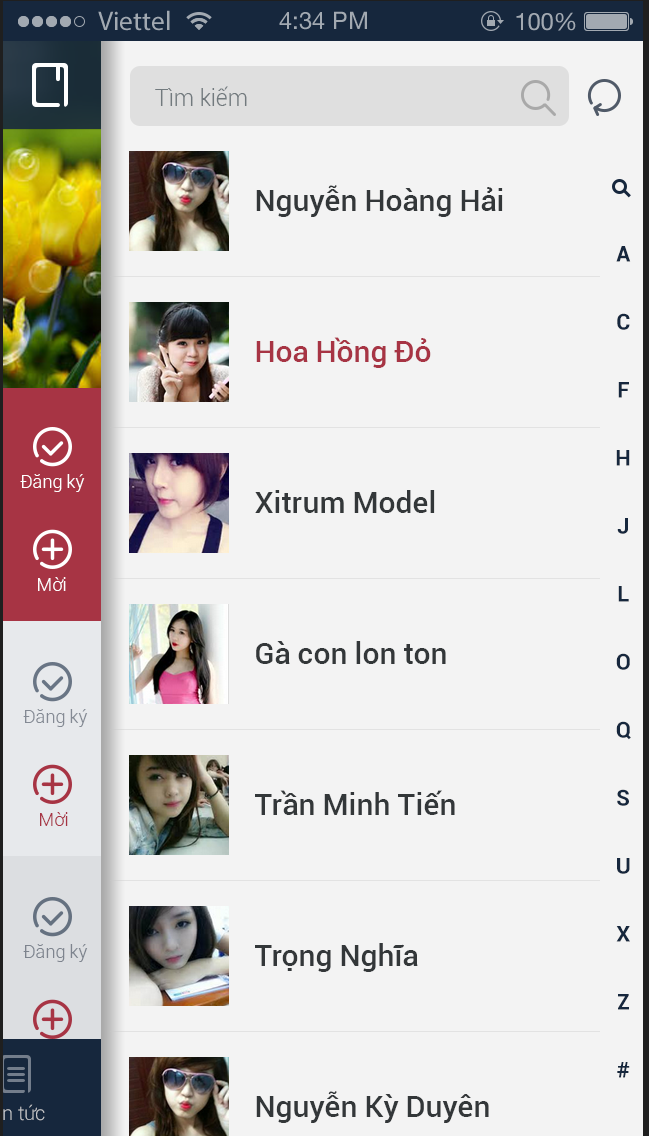 Viettel 4:34 PM 100%
Tìm kiếm
Nguyễn Hoàng Hải
Hoa Hồng Đỏ
Xitrum Model
Gà con lon ton
Trần Minh Tiến
Trọng Nghĩa
Nguyễn Kỳ Duyên
A
C
F
H
J
L
O
Q
S
U
X
Z
#
Đăng ký
Mời
Đăng ký
Mời
Đăng ký
n tức